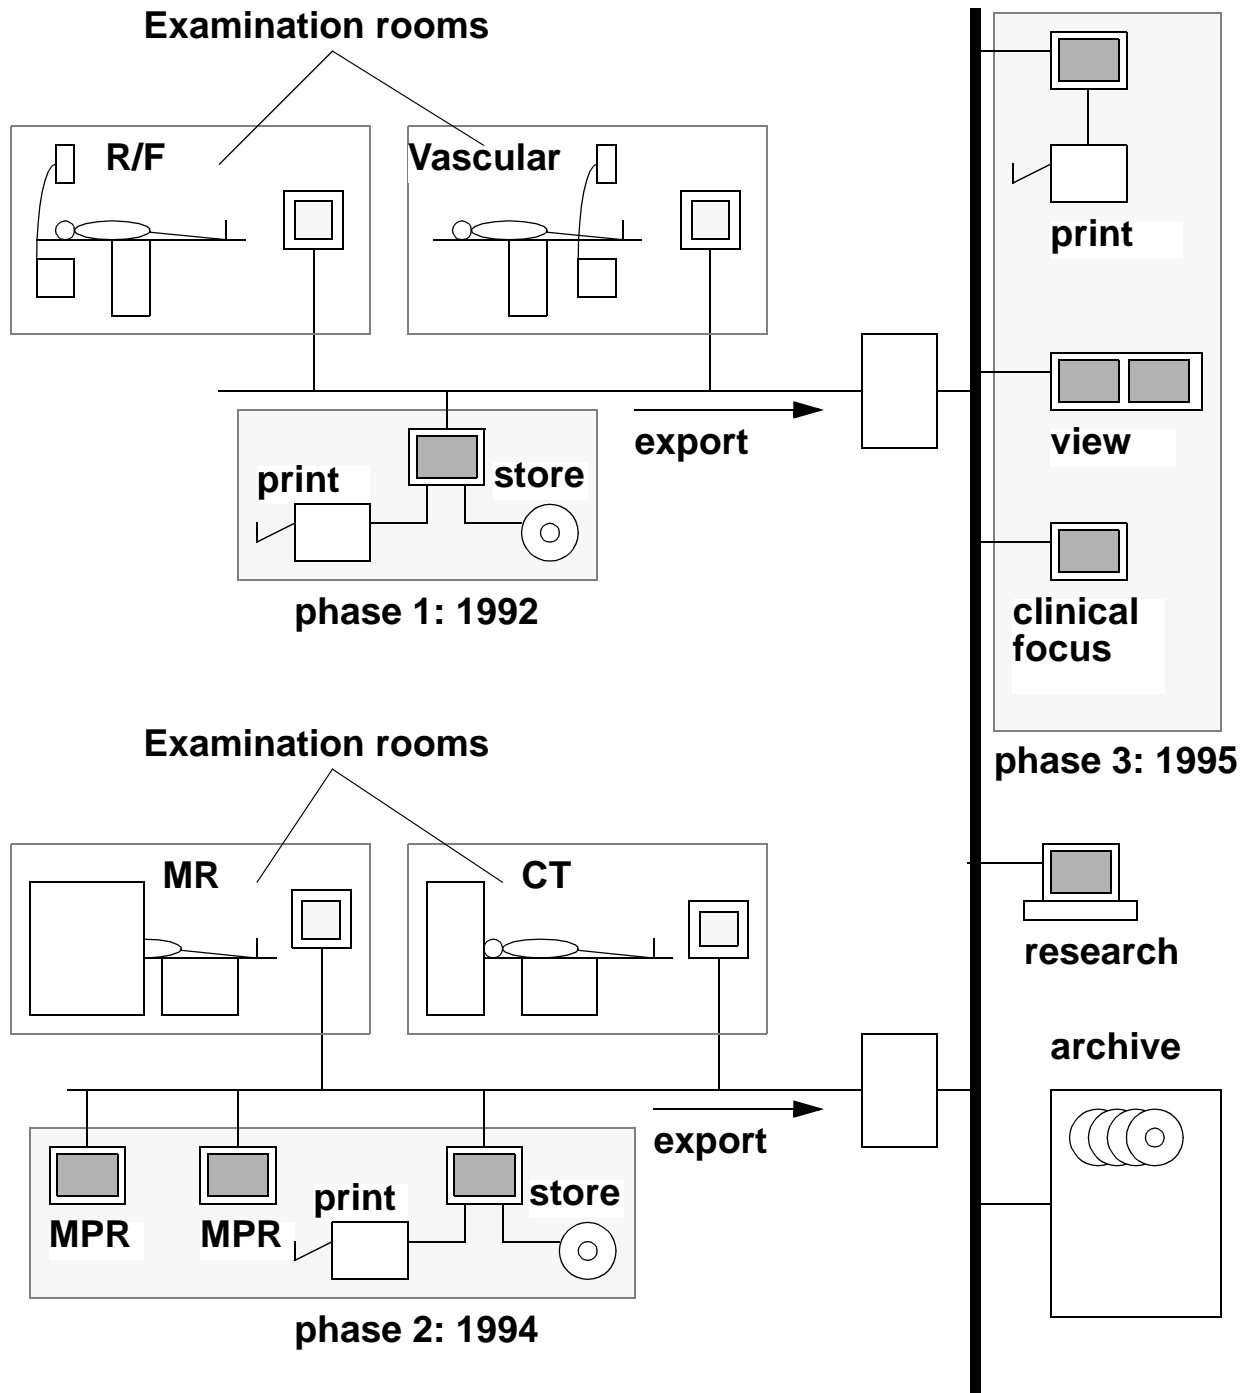 Examination rooms
R/F
Vascular
print
view
clinical
focus
phase 3: 1995
export
print
store
phase 1: 1992
Examination rooms
MR
CT
research
archive
export
MPR
MPR
print
store
phase 2: 1994